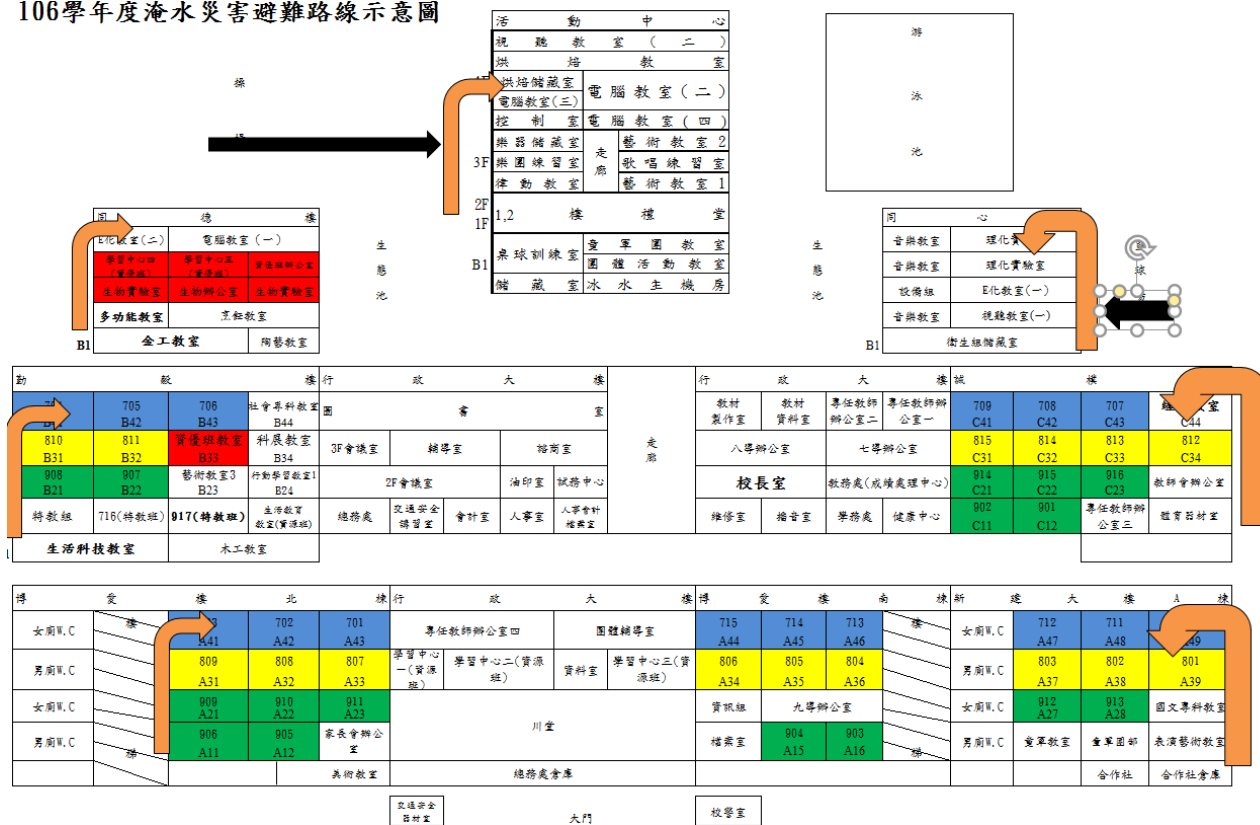 106學年度淹水災害避難路線示意圖
活動中心
視聽教室(二)
烘焙教室
烘焙儲藏室
電腦教室(二)
電腦教室(三)
控制室 電腦教室(四)
樂器儲藏室 走廊 藝術教室2
3F 樂團練習室 歌唱練習室
律動教室 藝術教室1
2F
1F
1,2樓禮堂
B1 桌球訓練室 童軍團教室
團體活動教室
儲藏室 冰水主機房
操
游泳池
生態池
生態池
同德樓
E化教室(二) 電腦教室(一)
學習中心四(資優班) 學習中心五(資優班) 資優班辦公室
生物實驗室 生物辦公室 生物實驗室
多功能教室 烹飪教室
B1 金工教室 陶藝教室
同心
音樂教室 理化實
音樂教室 理化實驗室
設備組 E化教室(一)
音樂教室 視聽教室(一)
B1 衛生組儲藏室
球
勤毅樓 行政大樓
705 706 社會專科教室 圖書室
B42 B43 B44
810 811 資優班教室 科展教室 3F會議室 輔導室 諮商室
B31 B32 B33 B34
908 907 藝術教室3 行動學習教室1 2F會議室 油印室 試務中心
B21 B22 B23 B24
特教組 716(特教班) 917(特教班) 生活教育教室(資源班) 總務處 交通安全講習室 會計室 人事室 人事會計檔案室
生活科技教室 木工教室
走廊
行政大樓 誠樓
教材製作室 教材資料室 專任教師辦公室二 專任教師辦公室一 709 708 707 教室
C41 C42 C43 C44
八導辦公室 七導辦公室 815 814 813 812
C31 C32 C33 C34
校長室 教務處(成績處理中心) 914 915 916 教師會辦公室
C21 C22 C23
維修室 播音室 學務處 健康中心 902 901 專任教師辦公室三 體育器材室
C11 C12
博愛樓北棟 行政大樓 博愛樓南棟 新建大樓A棟
女廁W.C 樓 702 701 專任教師辦公室四 團體輔導室 715 714 713 樓 女廁W.C 712 711
A41 A42 A43 A44 A45 A46 A47 A48 A49
男廁W.C 809 808 807 學習中心一(資源班) 學習中心二(資源班) 資料室 學習中心三(資源班) 806 805 804 男廁W.C 803 802 801
A31 A32 A33 A34 A35 A36 A37 A38 A39
女廁W.C 909 910 911 川堂 資訊組 九導辦公室 女廁W.C 912 913 國文專科教室
A21 A22 A23 A27 A28
男廁W.C 梯 906 905 家長會辦公室 檔案室 904 903 梯 男廁W.C 童軍教室 童軍團部 表演藝術教室
A11 A12 A15 A16
美術教室 總務處倉庫 合作社 合作社倉庫
交通安全器材室 大門 校警室